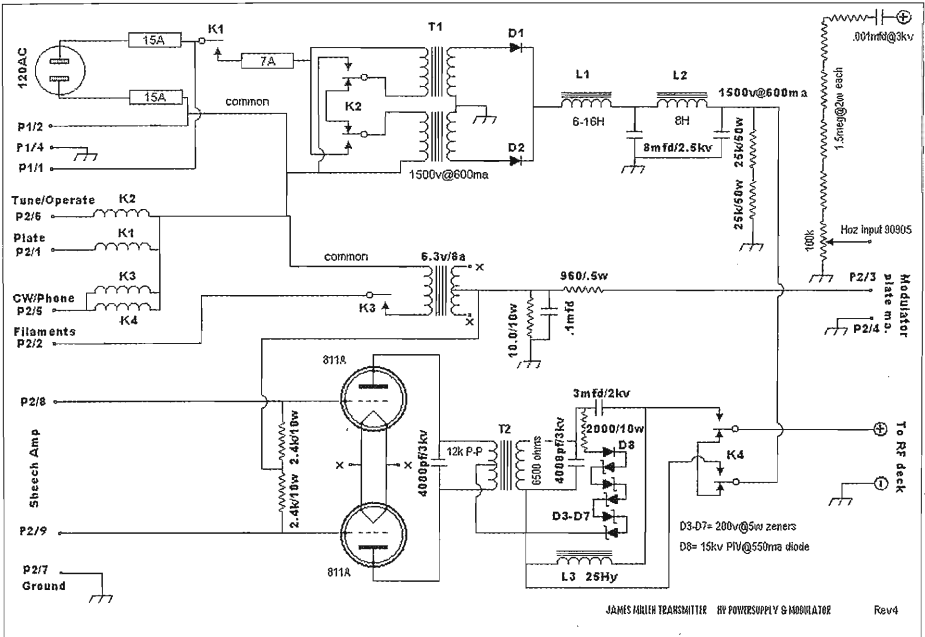 120AC
15A
15A
K1
7A
common
K2
T1
1500v@600ma
D1
D2
L1
6-16H
L2
8H
8mfd/2.5kv
1500v@600ma
25k/50w
25k/50w
.001mfd@3kv
1.5meg@2w each
100k
Hoz input 9090S
P1/2
P1/4
P1/1
Tune/Operate
P2/6
K2
Plate
P2/1
K1
K3
CW/Phone
P2/5
K4
Filaments
P2/2
common
K3
6.3v/8a
X
X
960/.5w
10.0/10w
.1mfd
P2/3
P2/4
Modulator
plate ma.
P2/8
Sheech Amp
P2/9
P2/7
Ground
2.4k/10w
2.4k/10w
811A
X
X
811A
4000pf/3kv
12k P-P
T2
6500 ohms
4000pf/3kv
3mfd/2kv
2000/10w
D8
D3-D7
L3 25Hy
K4
To RF deck
D3-D7= 200v@5w zeners
D8= 15kv PIV@550ma diode
JAMES MILLEN TRANSMITTER HV POWERSUPPLY & MODULATOR
Rev4